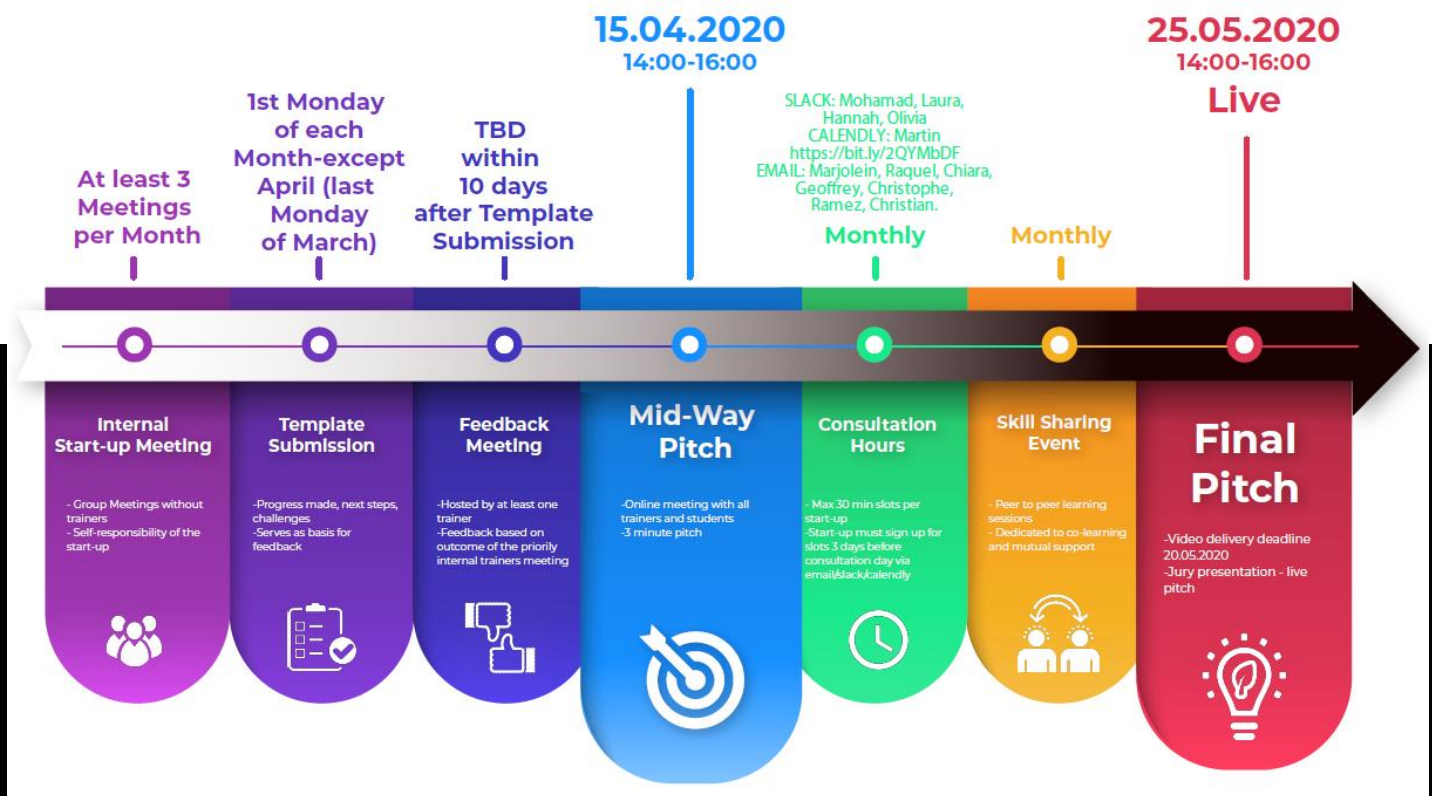 At least 3
Meetings
per Month
1st Monday
of each
Month-except
April (last
Monday
of March)
TBD
within
10 days
after Template
Submission
15.04.2020
14:00-16:00
SLACK: Mohamad, Laura,
Hannah, Olivia
CALENDLY: Martin
https://bit.ly/2QYMbDF
EMAIL: Marjolein, Raquel, Chiara,
Geoffrey, Christophe,
Ramez, Christian.
Monthly
Monthly
25.05.2020
14:00-16:00
Live
Internal
Start-up Meeting
- Group Meetings without
trainers
- Self-responsibility of the
start-up
Template
Submission
-Progress made, next steps,
challenges
-Serves as basis for
feedback
Feedback
Meeting
-Hosted by at least one
trainer
-Feedback based on
outcome of the priorily
internal trainers meeting
Mid-Way
Pitch
-Online meeting with all
trainers and students
-3 minute pitch
Consultation
Hours
- Max 30 min slots per
start-up
-Start-up must sign up for
slots 3 days before
consultation day via
email/slack/calendly
Skill Sharing
Event
- Peer to peer learning
sessions
- Dedicated to co-learning
and mutual support
Final
Pitch
-Video delivery deadline
20.05.2020
-Jury presentation - live
pitch